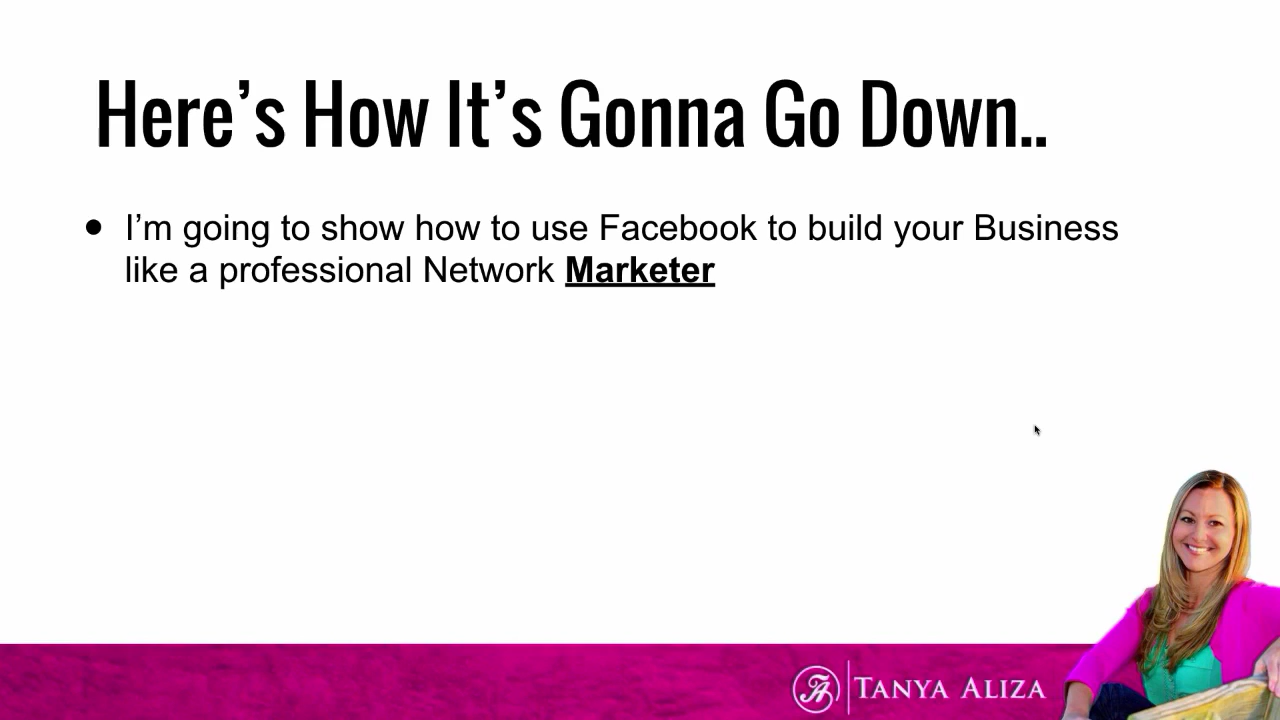 Here’s How It’s Gonna Go Down..
• I’m going to show how to use Facebook to build your Business
like a professional Network Marketer
TA TANYA ALIZA